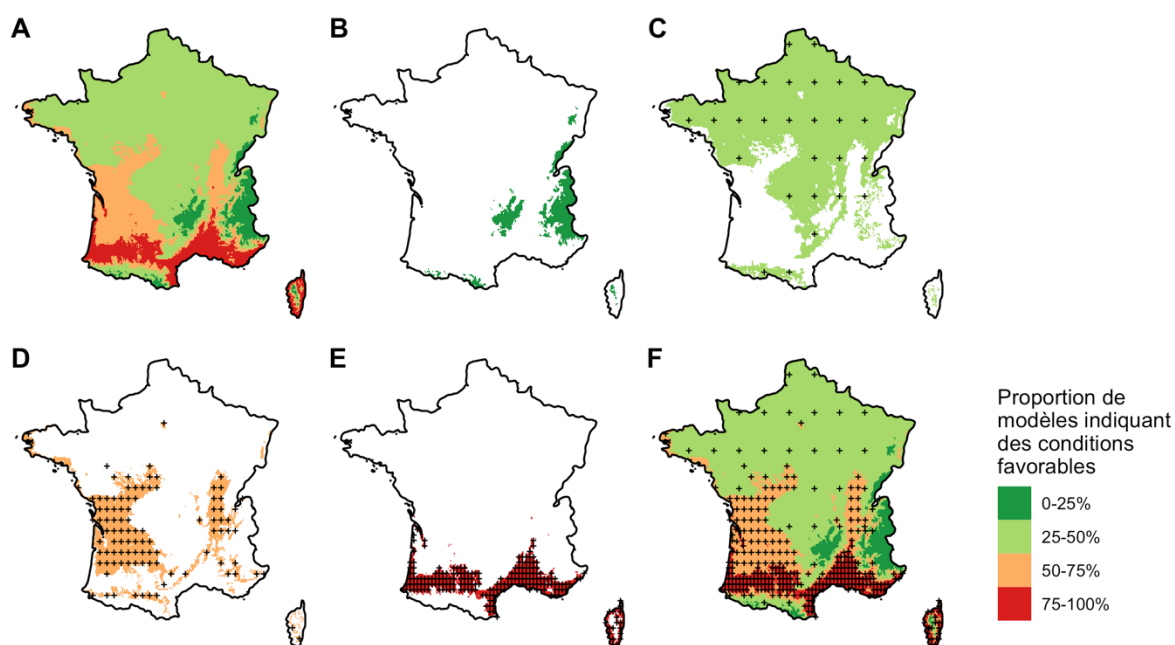 A
B
C
D
E
F
Proportion de
modèles indiquant
des conditions
favorables
0-25%
25-50%
50-75%
75-100%